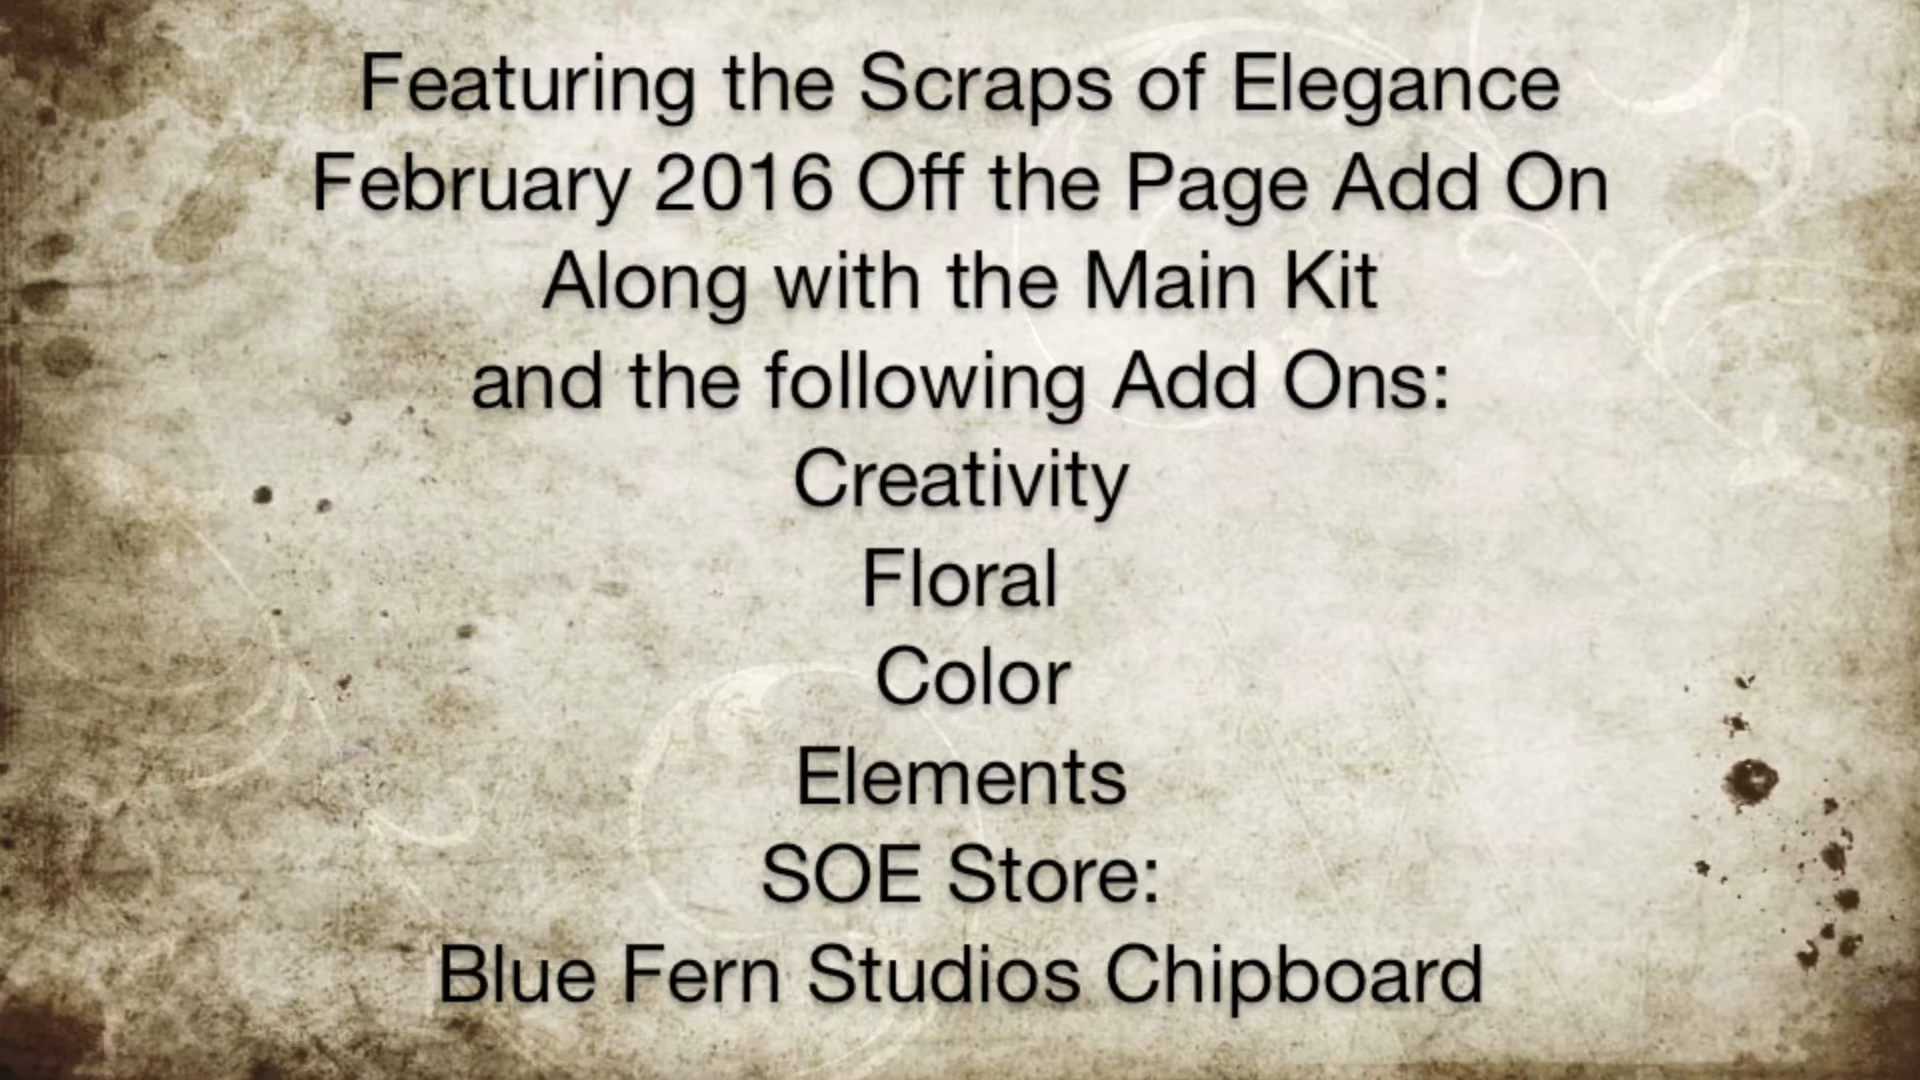 Featuring the Scraps of Elegance
February 2016 Off the Page Add On
Along with the Main Kit
and the following Add Ons:
Creativity
Floral
Color
Elements
SOE Store:
Blue Fern Studios Chipboard